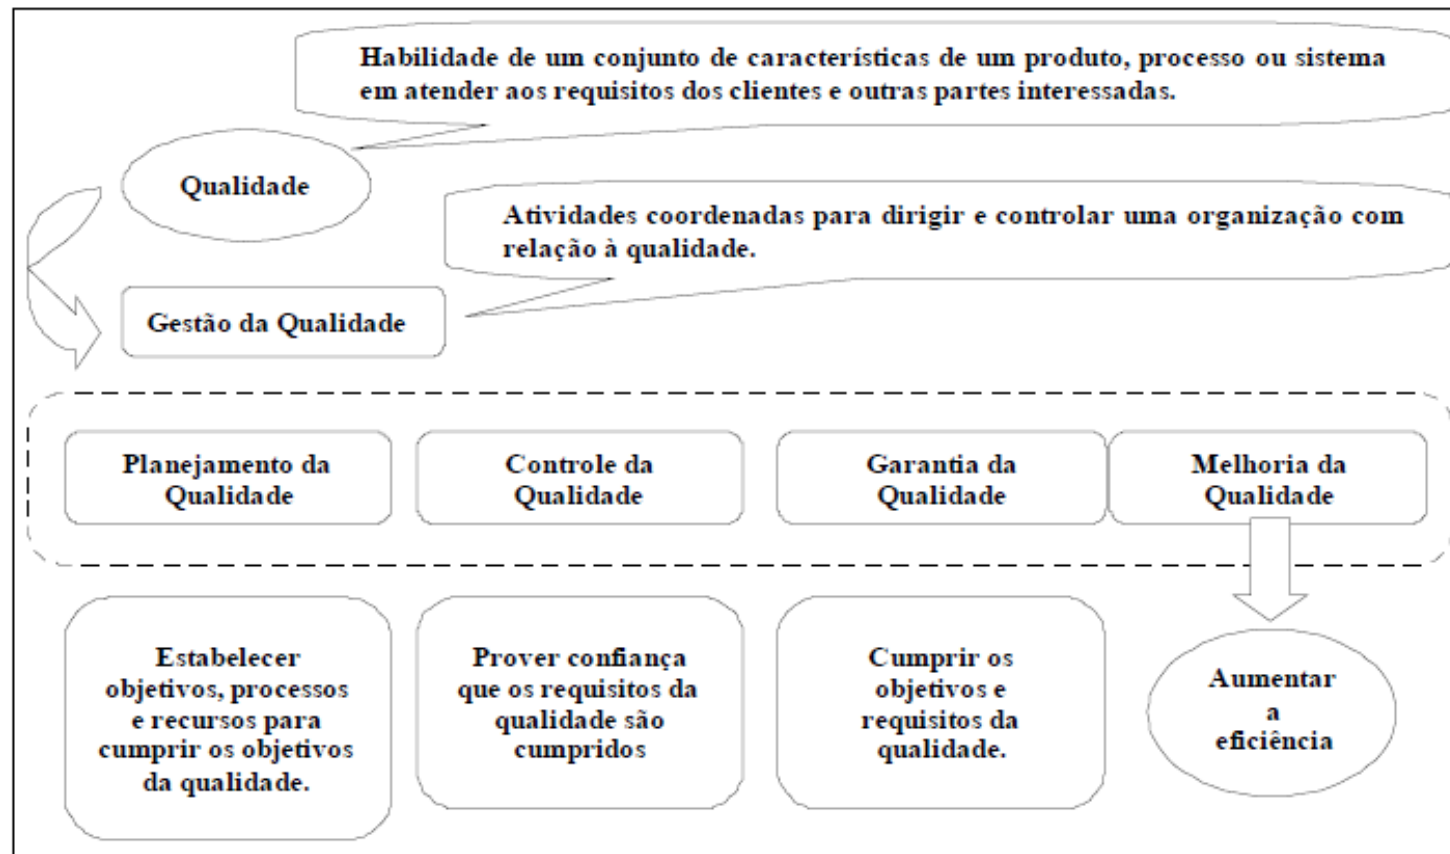 Habilidade de um conjunto de características de um produto, processo ou sistema
em atender aos requisitos dos clientes e outras partes interessadas.
Qualidade
Atividades coordenadas para dirigir e controlar uma organização com
relação à qualidade.
Gestão da Qualidade
Planejamento da
Qualidade
Controle da
Qualidade
Garantia da
Qualidade
Melhoria da
Qualidade
Estabelecer
objetivos, processos
e recursos para
cumprir os objetivos
da qualidade.
Prover confiança
que os requisitos da
qualidade são
cumpridos
Cumprir os
objetivos e
requisitos da
qualidade.
Aumentar
a
eficiência